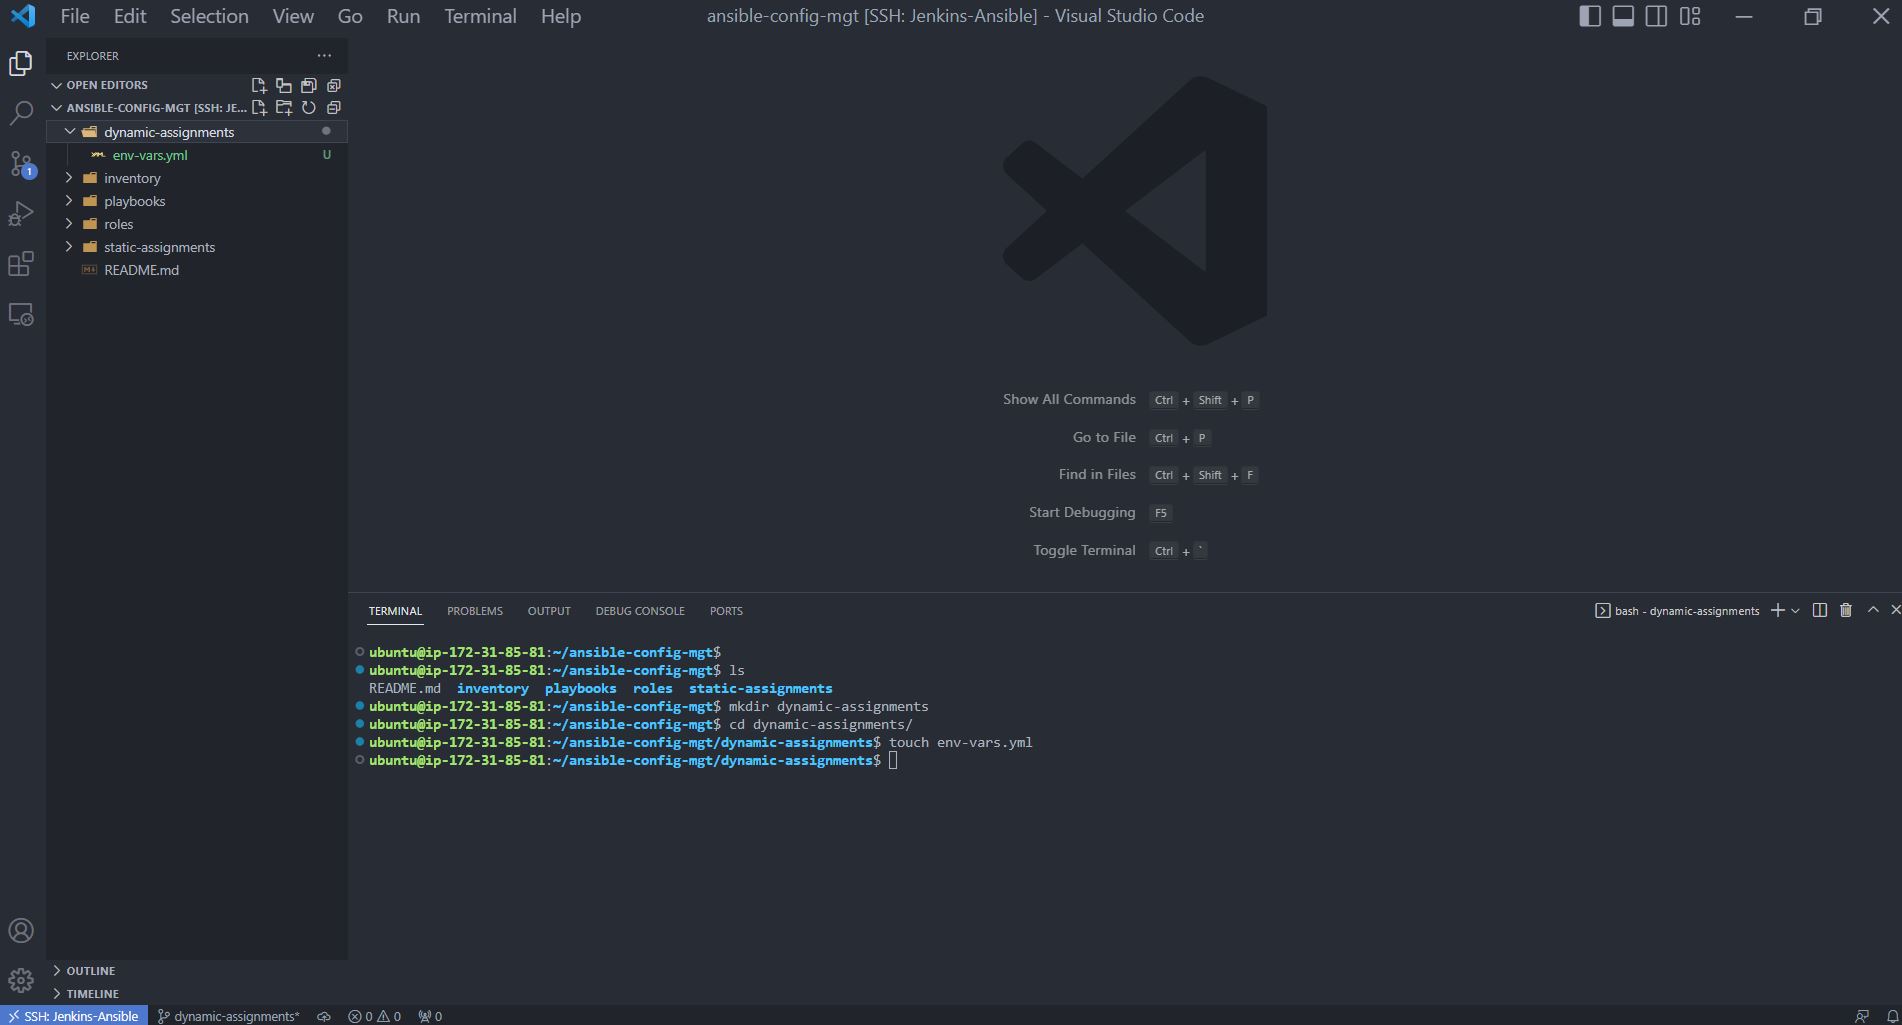 File Edit Selection View Go Run Terminal Help
ansible-config-mgt [SSH: Jenkins-Ansible] - Visual Studio Code
EXPLORER
OPEN EDITORS
ANSIBLE-CONFIG-MGT [SSH: JE...
dynamic-assignments
env-vars.yml U
inventory
playbooks
roles
static-assignments
README.md
1
Show All Commands Ctrl + Shift + P
Go to File Ctrl + P
Find in Files Ctrl + Shift + F
Start Debugging F5
Toggle Terminal Ctrl + `
TERMINAL PROBLEMS OUTPUT DEBUG CONSOLE PORTS
bash - dynamic-assignments
ubuntu@ip-172-31-85-81:~/ansible-config-mgt$
ubuntu@ip-172-31-85-81:~/ansible-config-mgt$ ls
README.md inventory playbooks roles static-assignments
ubuntu@ip-172-31-85-81:~/ansible-config-mgt$ mkdir dynamic-assignments
ubuntu@ip-172-31-85-81:~/ansible-config-mgt$ cd dynamic-assignments/
ubuntu@ip-172-31-85-81:~/ansible-config-mgt/dynamic-assignments$ touch env-vars.yml
ubuntu@ip-172-31-85-81:~/ansible-config-mgt/dynamic-assignments$
OUTLINE
TIMELINE
SSH: Jenkins-Ansible dynamic-assignments* 0 0 0